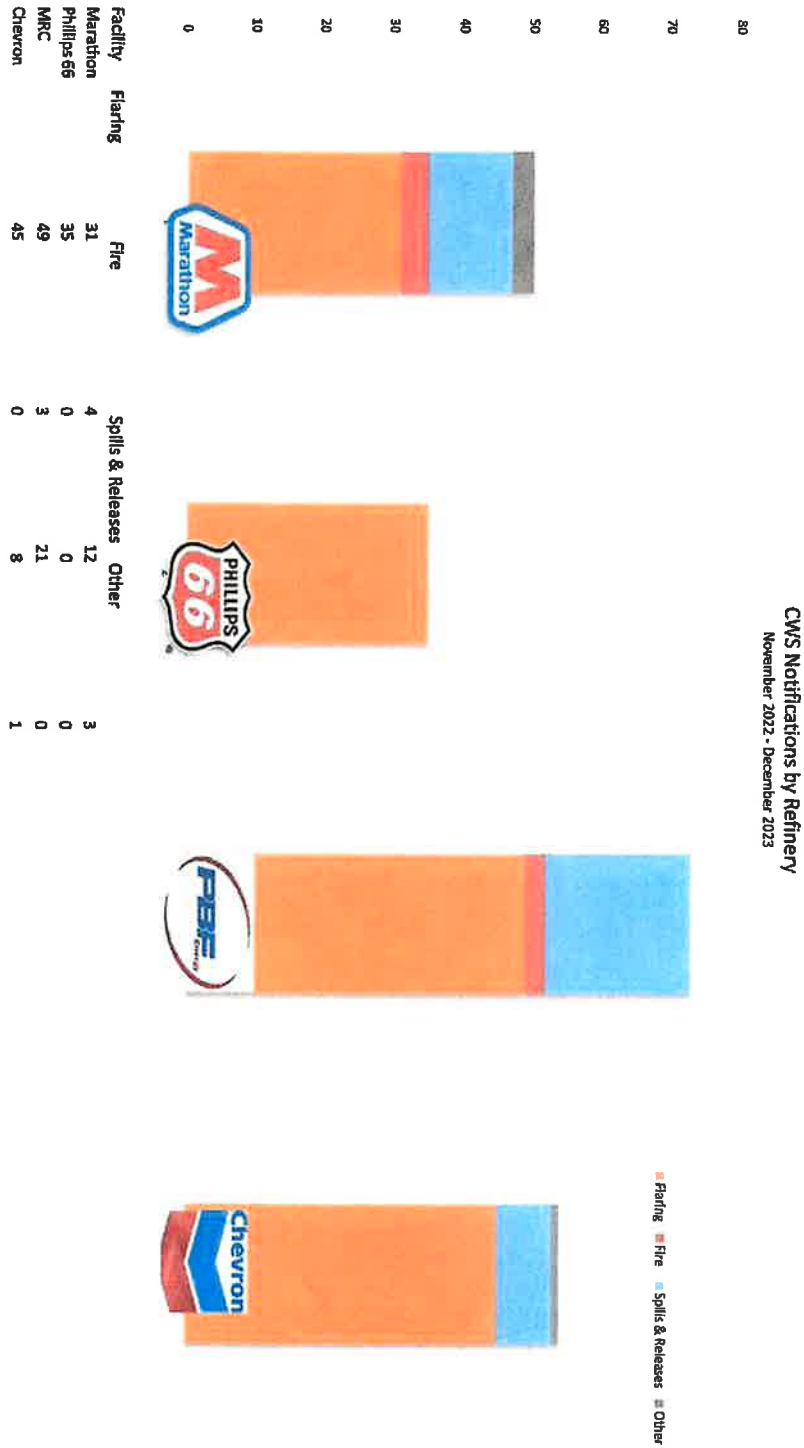 CWS Notifications by Refinery
November 2022 - December 2023
Flaring Fire Spills & Releases Other
80
70
60
50
40
30
20
10
0
Marathon
PHILLIPS
66
PBF
Energy
Chevron
Facility Flaring Fire Spills & Releases Other
Marathon 31 4 12 3
Phillips 66 35 0 0 0
MRC 49 3 21 0
Chevron 45 0 8 1